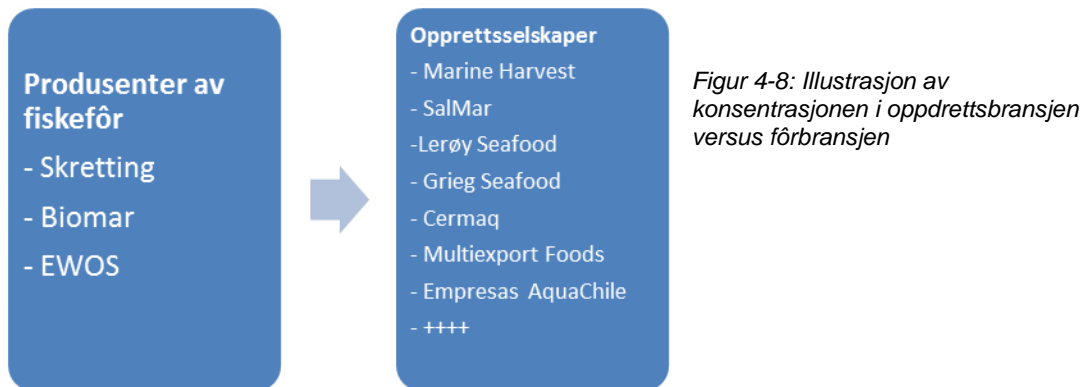 Produsenter av
fiskefôr
- Skretting
- Biomar
- EWOS
Opprettsselskaper
- Marine Harvest
- SalMar
-Lerøy Seafood
- Grieg Seafood
- Cermaq
- Multiexport Foods
- Empresas AquaChile
- ++++
Figur 4-8: Illustrasjon av
konsentrasjonen i oppdrettsbransjen
versus fôrbransjen